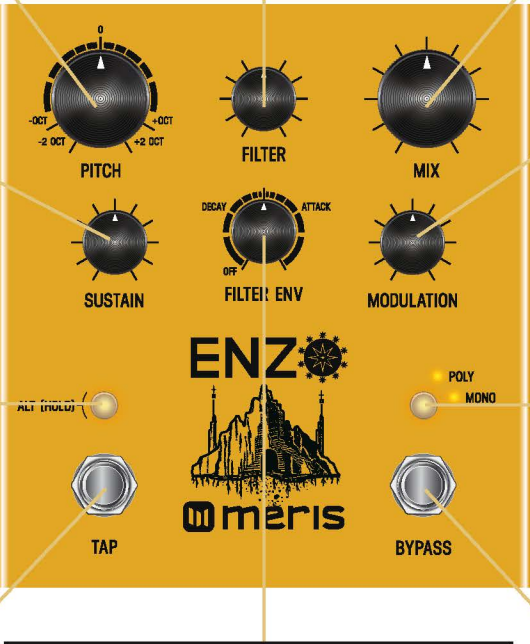 0
-OCT
+OCT
-2 OCT
+2 OCT
PITCH
FILTER
MIX
DECAY
ATTACK
OFF
SUSTAIN
FILTER ENV
MODULATION
ENZO
POLY
ALT (HOLD)
MONO
meris
TAP
BYPASS